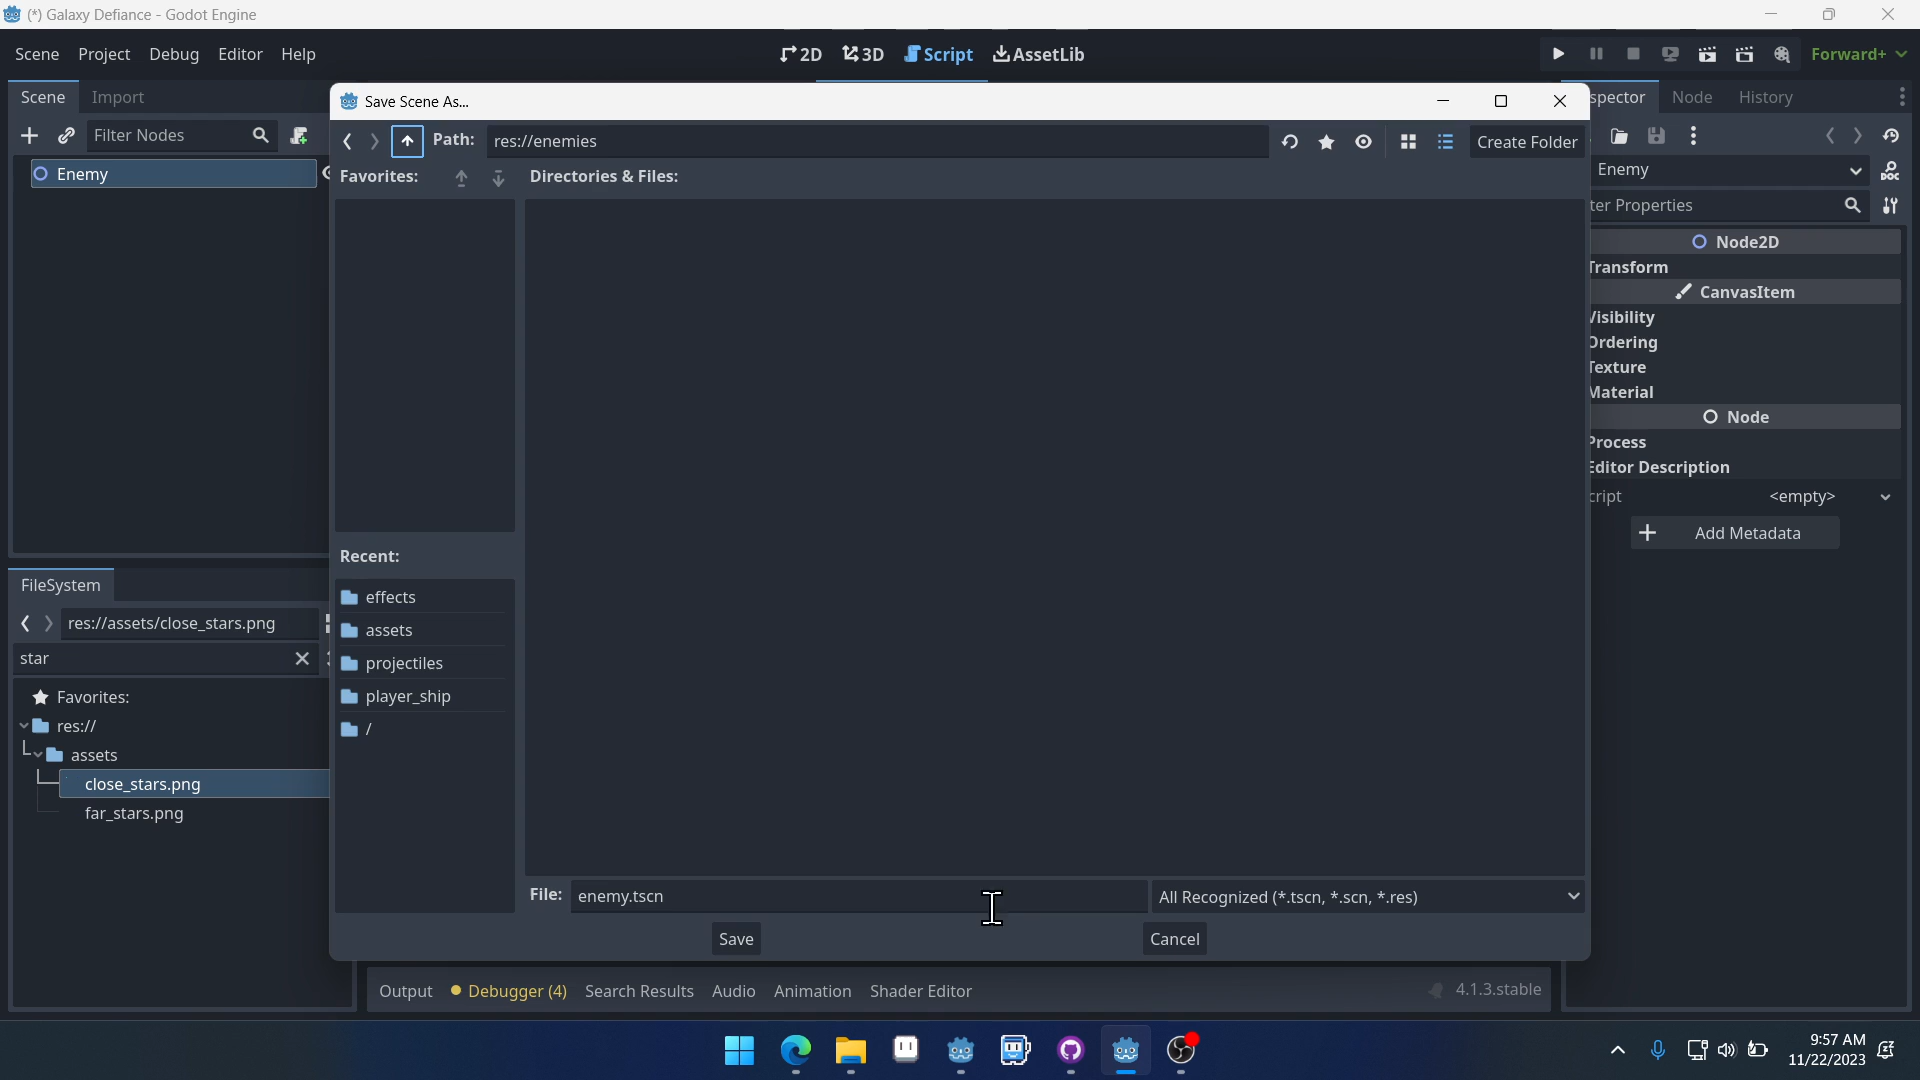 (*) Galaxy Defiance - Godot Engine
Scene Project Debug Editor Help
2D 3D Script AssetLib
Forward+
Scene Import
Filter Nodes
Enemy
Save Scene As...
Path: res://enemies
Create Folder
Favorites:
Directories & Files:
Recent:
effects
assets
projectiles
player_ship
/
File: enemy.tscn
All Recognized (*.tscn, *.scn, *.res)
Save
Cancel
FileSystem
res://assets/close_stars.png
star
Favorites:
res://
assets
close_stars.png
far_stars.png
spector Node History
Enemy
DOC
ter Properties
Node2D
Transform
CanvasItem
Visibility
Ordering
Texture
Material
Node
Process
Editor Description
cript <empty>
Add Metadata
Output Debugger (4) Search Results Audio Animation Shader Editor
4.1.3.stable
9:57 AM
11/22/2023